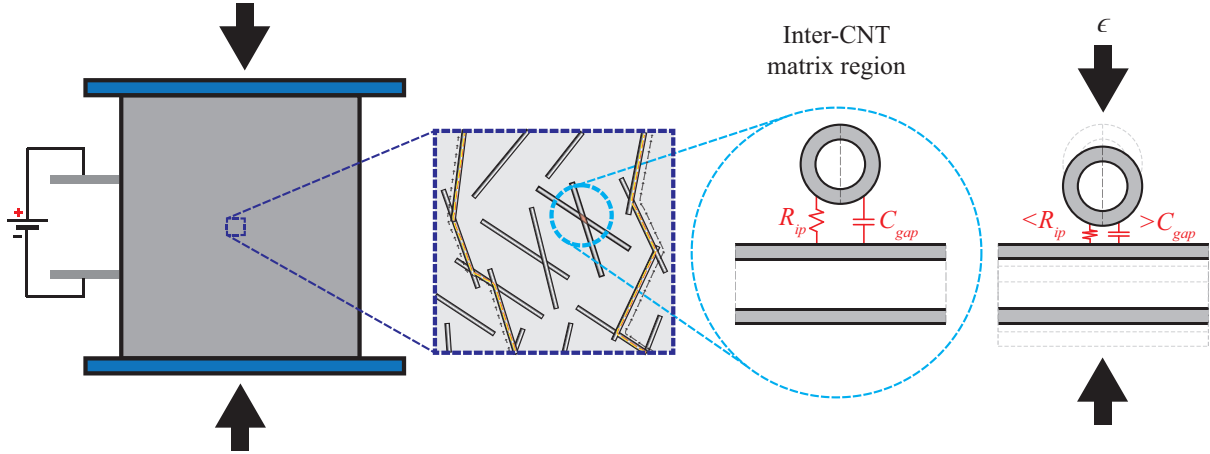 Inter-CNT
matrix region
ϵ
+
-
R_ip
C_gap
<R_ip
>C_gap